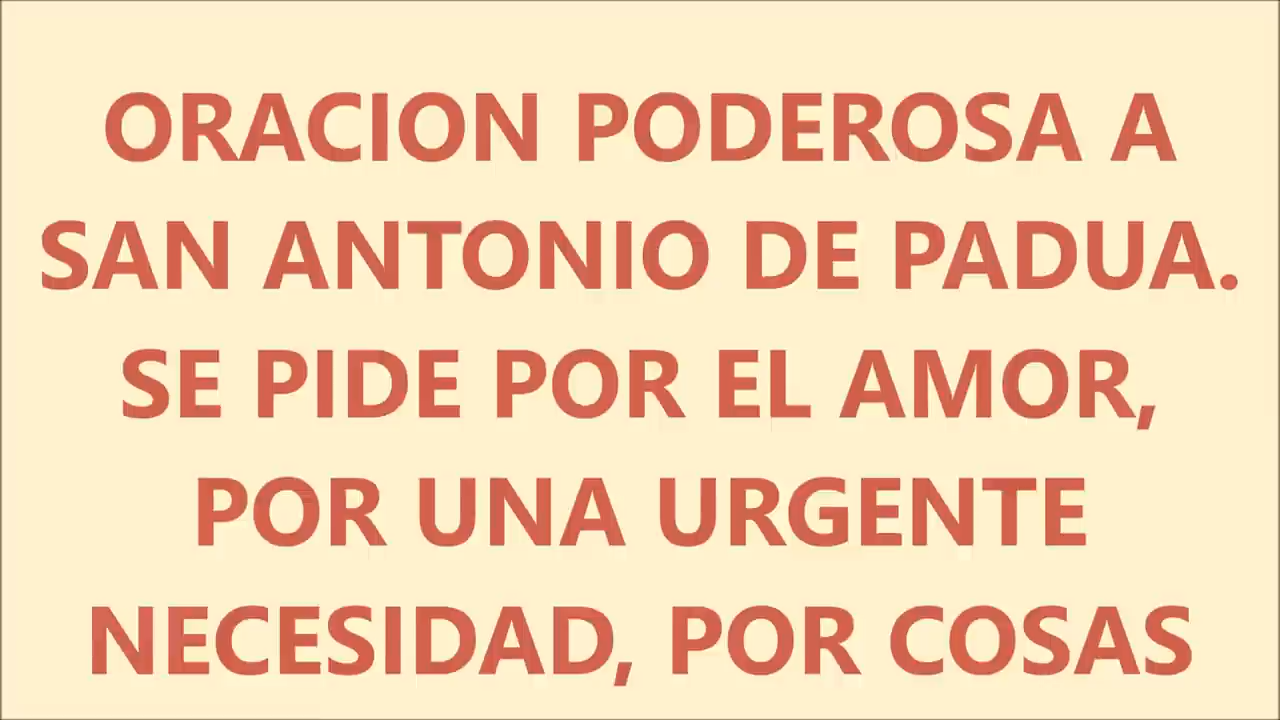 ORACION PODEROSA A
SAN ANTONIO DE PADUA.
SE PIDE POR EL AMOR,
POR UNA URGENTE
NECESIDAD, POR COSAS